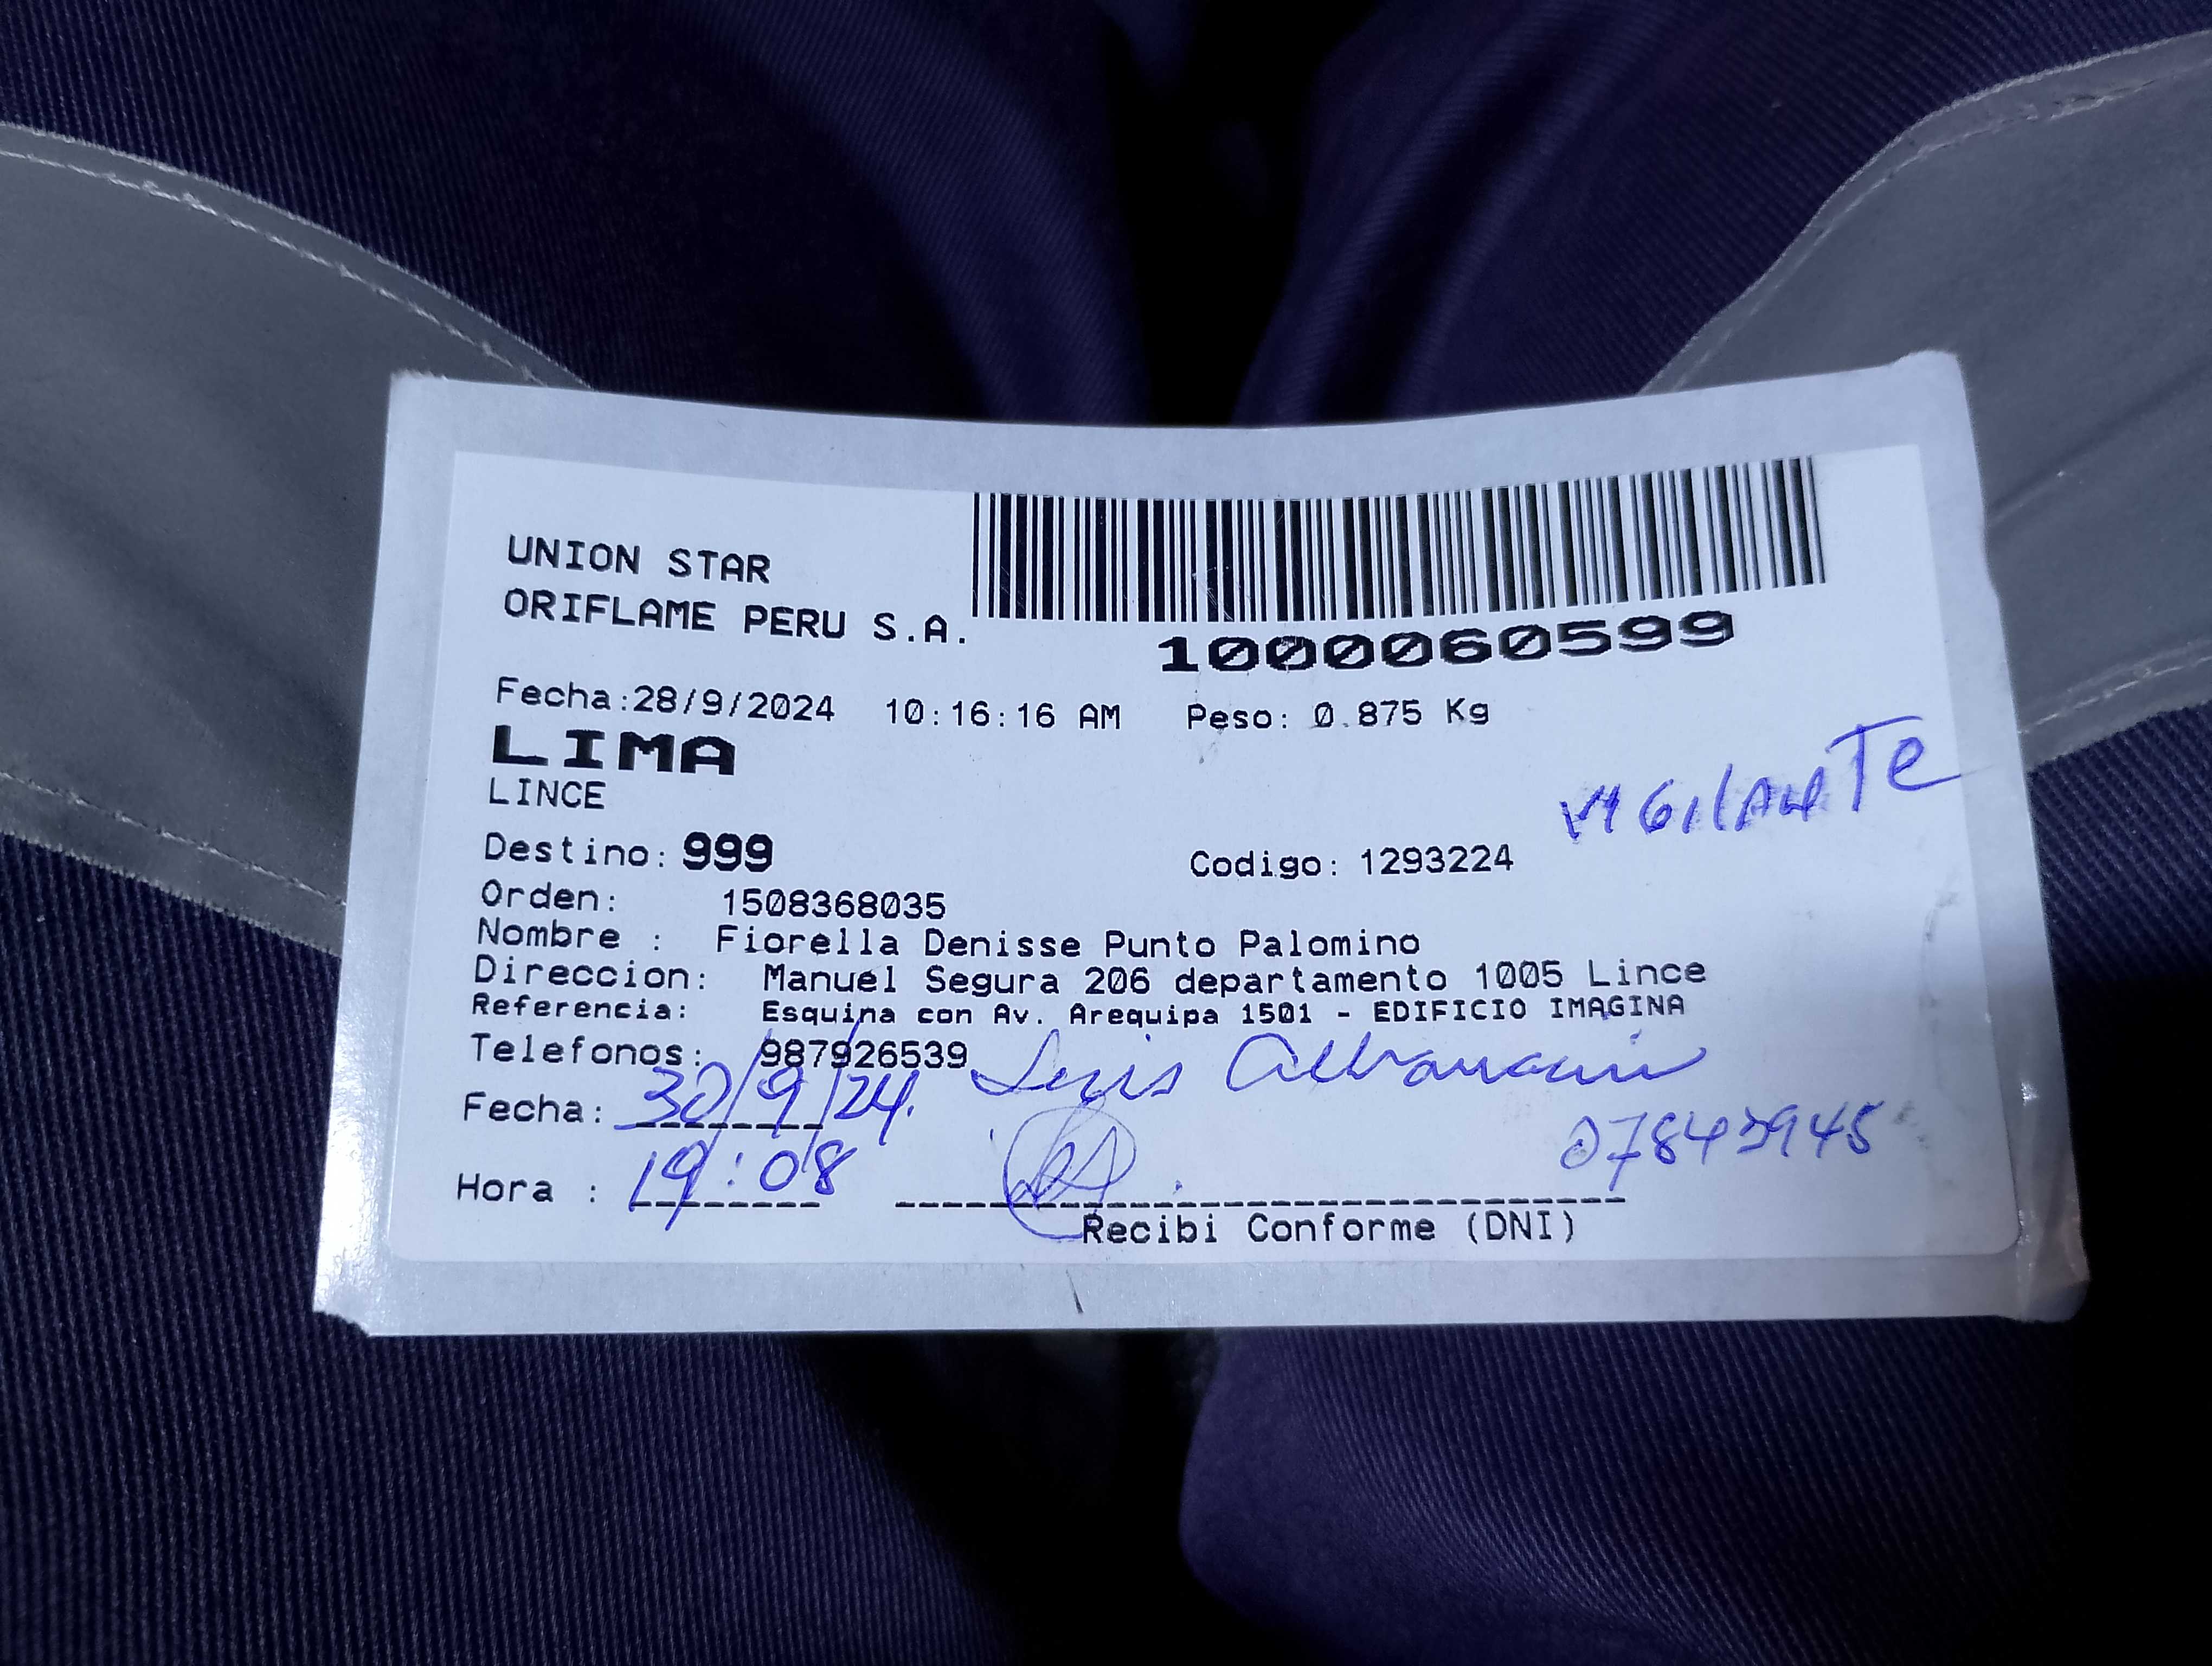 UNION STAR
ORIFLAME PERU S.A.
1000060599
Fecha:28/9/2024 10:16:16 AM Peso: 0.875 Kg
LIMA
LINCE
VIGILANTE
Destino: 999 Codigo: 1293224
Orden: 1508368035
Nombre : Fiorella Denisse Punto Palomino
Direccion: Manuel Segura 206 departamento 1005 Lince
Referencia: Esquina con Av. Arequipa 1501 - EDIFICIO IMAGINA
Telefonos: 987926539
Luis
Fecha: 30/9/24.
Hora : 19:08
Recibi Conforme (DNI)